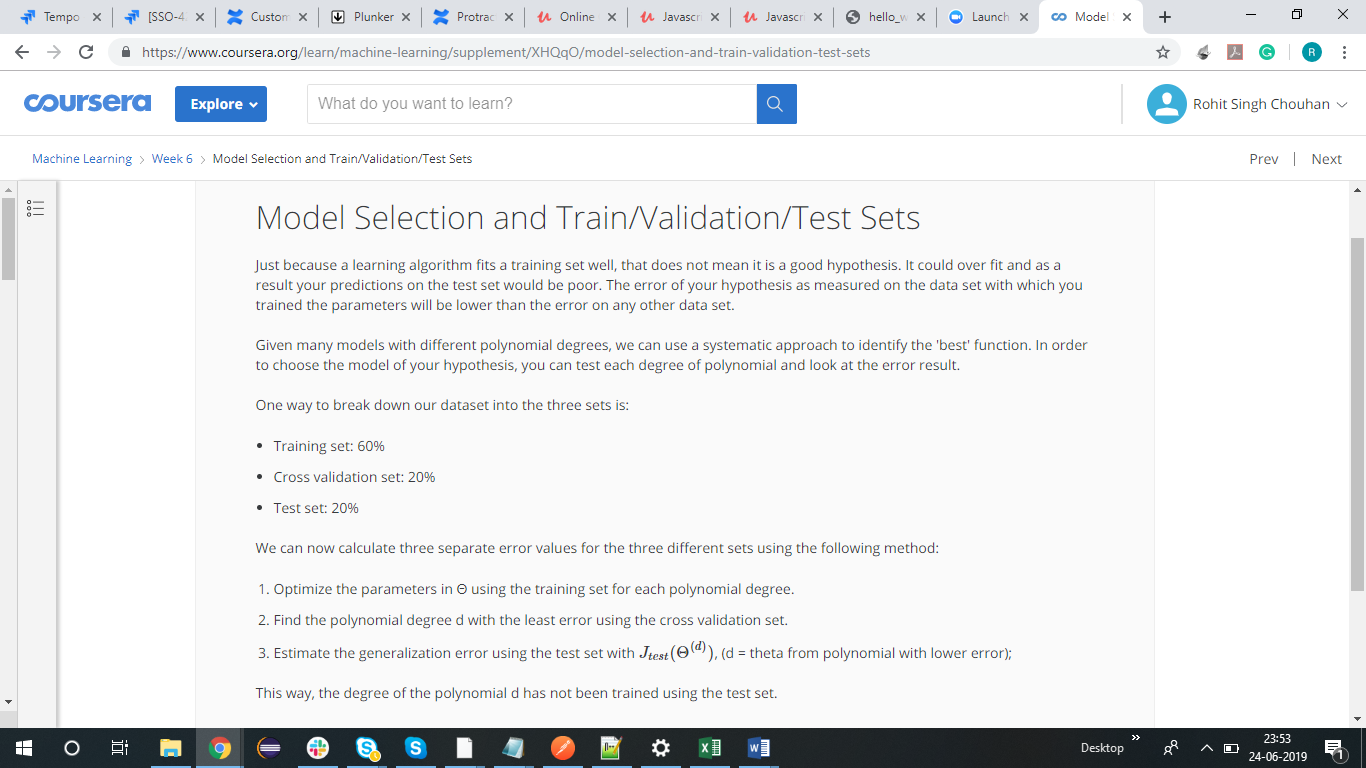 Tempo
[SSO-4
Custom
Plunker
Protrac
Online
Javascri
Javascri
hello_w
Launch
Model
https://www.coursera.org/learn/machine-learning/supplement/XHQqO/model-selection-and-train-validation-test-sets
R
coursera
Explore
What do you want to learn?
Rohit Singh Chouhan
Machine Learning > Week 6 > Model Selection and Train/Validation/Test Sets
Prev | Next
Model Selection and Train/Validation/Test Sets
Just because a learning algorithm fits a training set well, that does not mean it is a good hypothesis. It could over fit and as a
result your predictions on the test set would be poor. The error of your hypothesis as measured on the data set with which you
trained the parameters will be lower than the error on any other data set.
Given many models with different polynomial degrees, we can use a systematic approach to identify the 'best' function. In order
to choose the model of your hypothesis, you can test each degree of polynomial and look at the error result.
One way to break down our dataset into the three sets is:
• Training set: 60%
• Cross validation set: 20%
• Test set: 20%
We can now calculate three separate error values for the three different sets using the following method:
1. Optimize the parameters in Θ using the training set for each polynomial degree.
2. Find the polynomial degree d with the least error using the cross validation set.
3. Estimate the generalization error using the test set with J_test(Θ^(d)), (d = theta from polynomial with lower error);
This way, the degree of the polynomial d has not been trained using the test set.
Desktop
23:53
24-06-2019
1